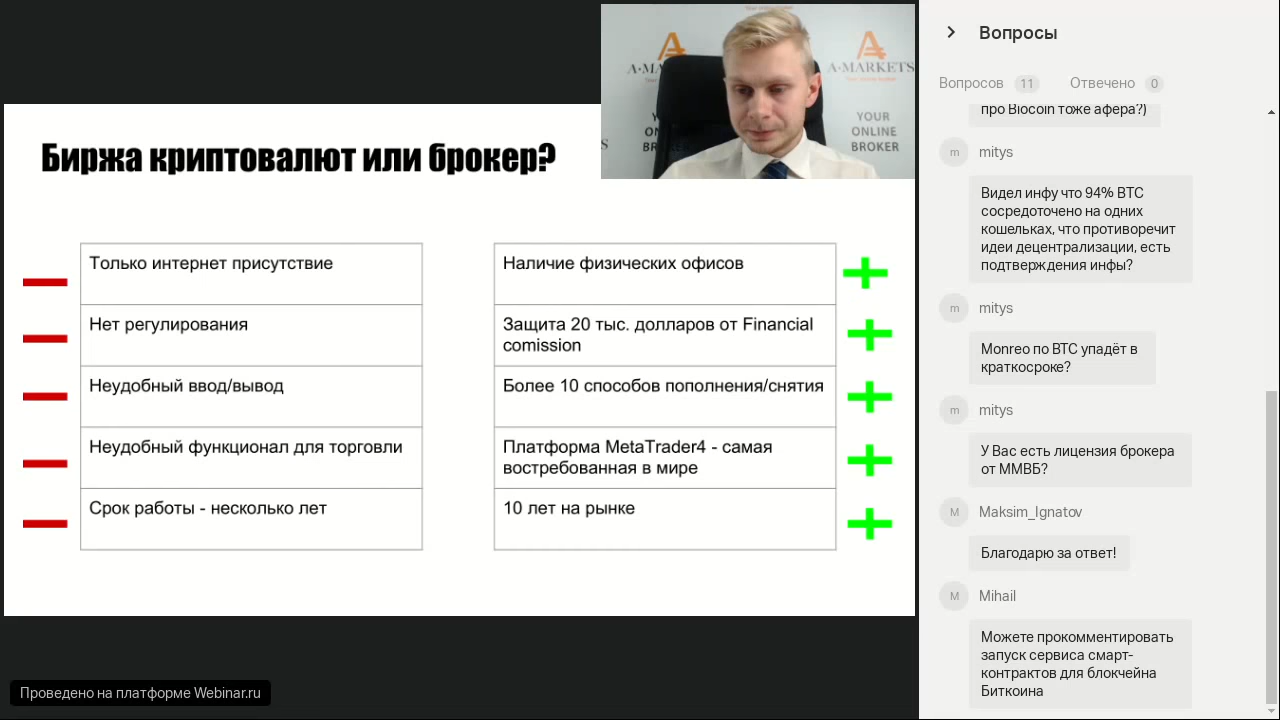 Биржа криптовалют или брокер?
Только интернет присутствие
Нет регулирования
Неудобный ввод/вывод
Неудобный функционал для торговли
Срок работы - несколько лет
Наличие физических офисов
Защита 20 тыс. долларов от Financial
comission
Более 10 способов пополнения/снятия
Платформа MetaTrader4 - самая
востребованная в мире
10 лет на рынке
A-MARKETS
YOUR
ONLINE
BROKER
Проведено на платформе Webinar.ru
Вопросы
Вопросов 11 Отвечено 0
про Biocoin тоже афера?)
m mitys
Видел инфу что 94% BTC
сосредоточено на одних
кошельках, что противоречит
идеи децентрализации, есть
подтверждения инфы?
m mitys
Monreo по BTC упадёт в
краткосроке?
m mitys
У Вас есть лицензия брокера
от ММВБ?
M Maksim_Ignatov
Благодарю за ответ!
M Mihail
Можете прокомментировать
запуск сервиса смарт-
контрактов для блокчейна
Биткоина